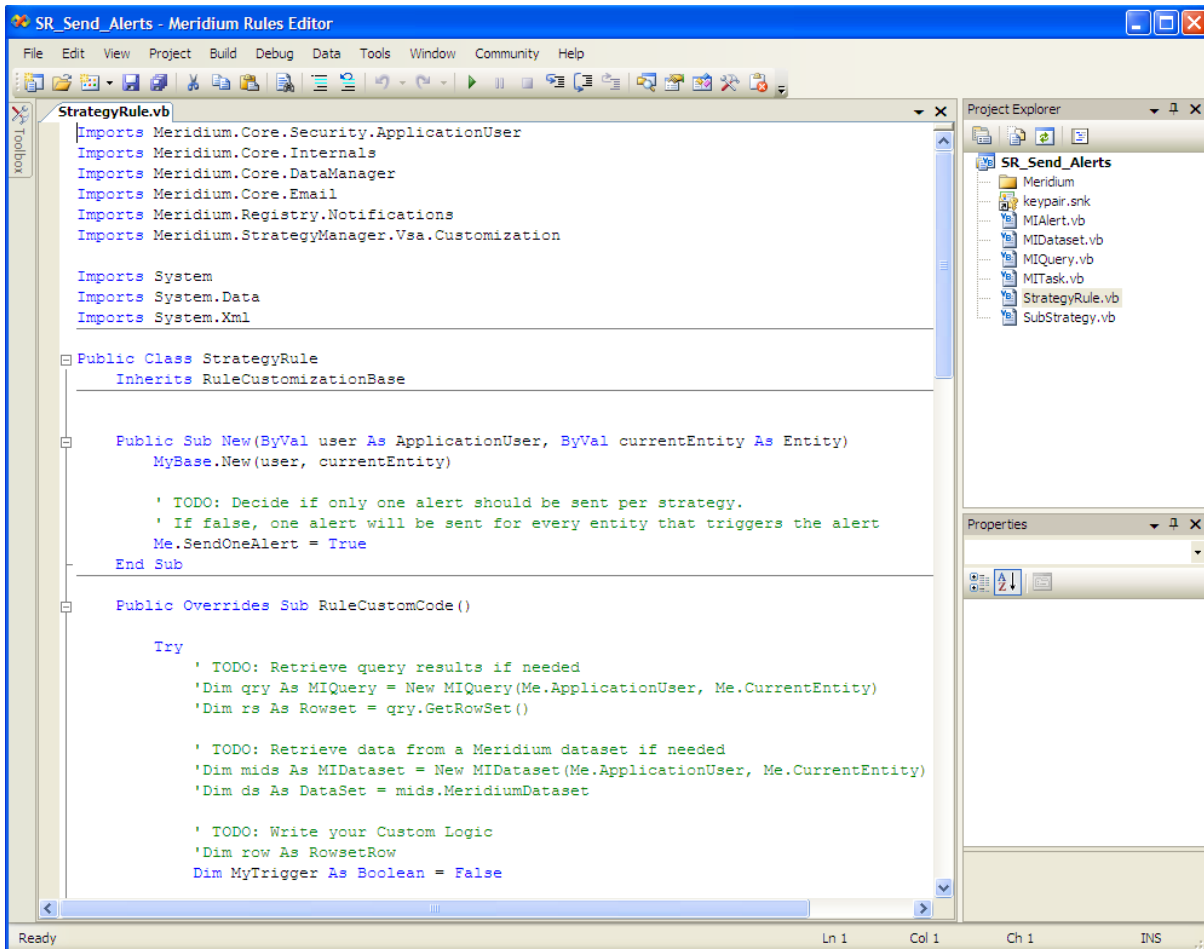 SR_Send_Alerts - Meridium Rules Editor
File Edit View Project Build Debug Data Tools Window Community Help
Toolbox
StrategyRule.vb
Imports Meridium.Core.Security.ApplicationUser
Imports Meridium.Core.Internals
Imports Meridium.Core.DataManager
Imports Meridium.Core.Email
Imports Meridium.Registry.Notifications
Imports Meridium.StrategyManager.Vsa.Customization
Imports System
Imports System.Data
Imports System.Xml
Public Class StrategyRule
Inherits RuleCustomizationBase
Public Sub New(ByVal user As ApplicationUser, ByVal currentEntity As Entity)
MyBase.New(user, currentEntity)
' TODO: Decide if only one alert should be sent per strategy.
' If false, one alert will be sent for every entity that triggers the alert
Me.SendOneAlert = True
End Sub
Public Overrides Sub RuleCustomCode()
Try
' TODO: Retrieve query results if needed
'Dim qry As MIQuery = New MIQuery(Me.ApplicationUser, Me.CurrentEntity)
'Dim rs As Rowset = qry.GetRowSet()
' TODO: Retrieve data from a Meridium dataset if needed
'Dim mids As MIDataset = New MIDataset(Me.ApplicationUser, Me.CurrentEntity)
'Dim ds As DataSet = mids.MeridiumDataset
' TODO: Write your Custom Logic
'Dim row As RowsetRow
Dim MyTrigger As Boolean = False
Project Explorer
SR_Send_Alerts
Meridium
keypair.snk
MIAlert.vb
MIDataset.vb
MIQuery.vb
MITask.vb
StrategyRule.vb
SubStrategy.vb
Properties
Ready Ln 1 Col 1 Ch 1 INS